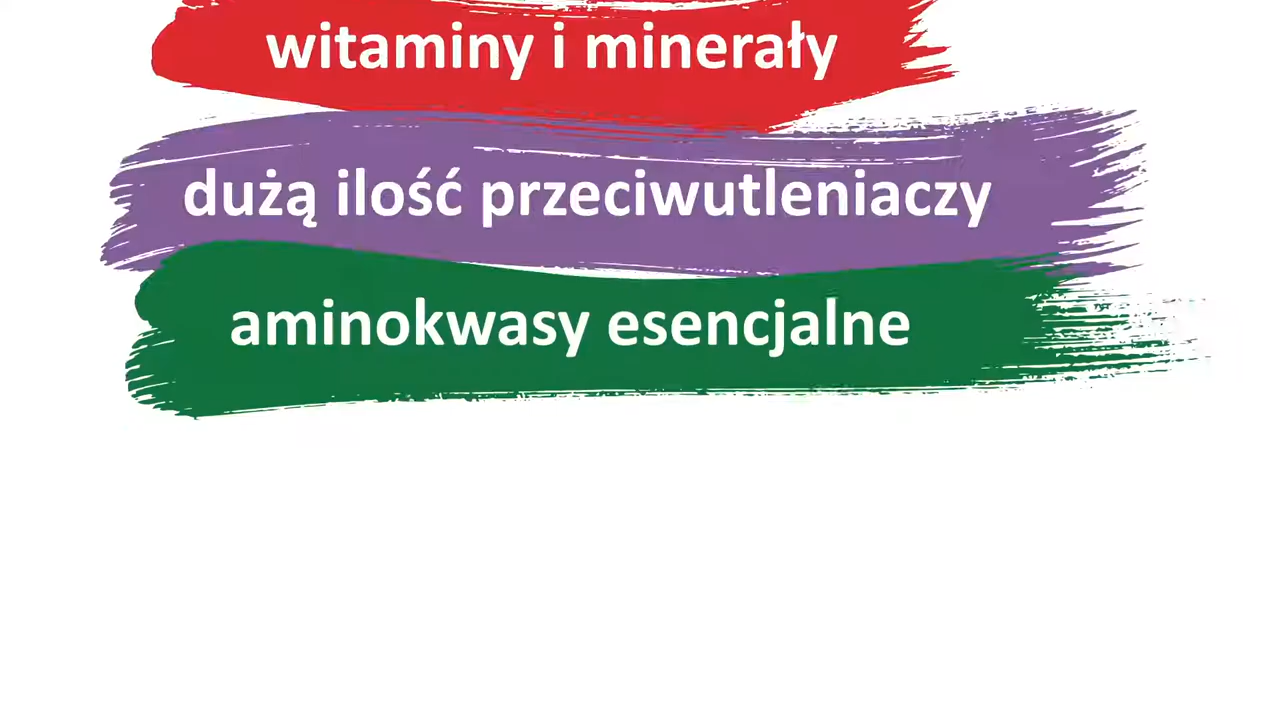 witaminy i minerały
dużą ilość przeciwutleniaczy
aminokwasy esencjalne